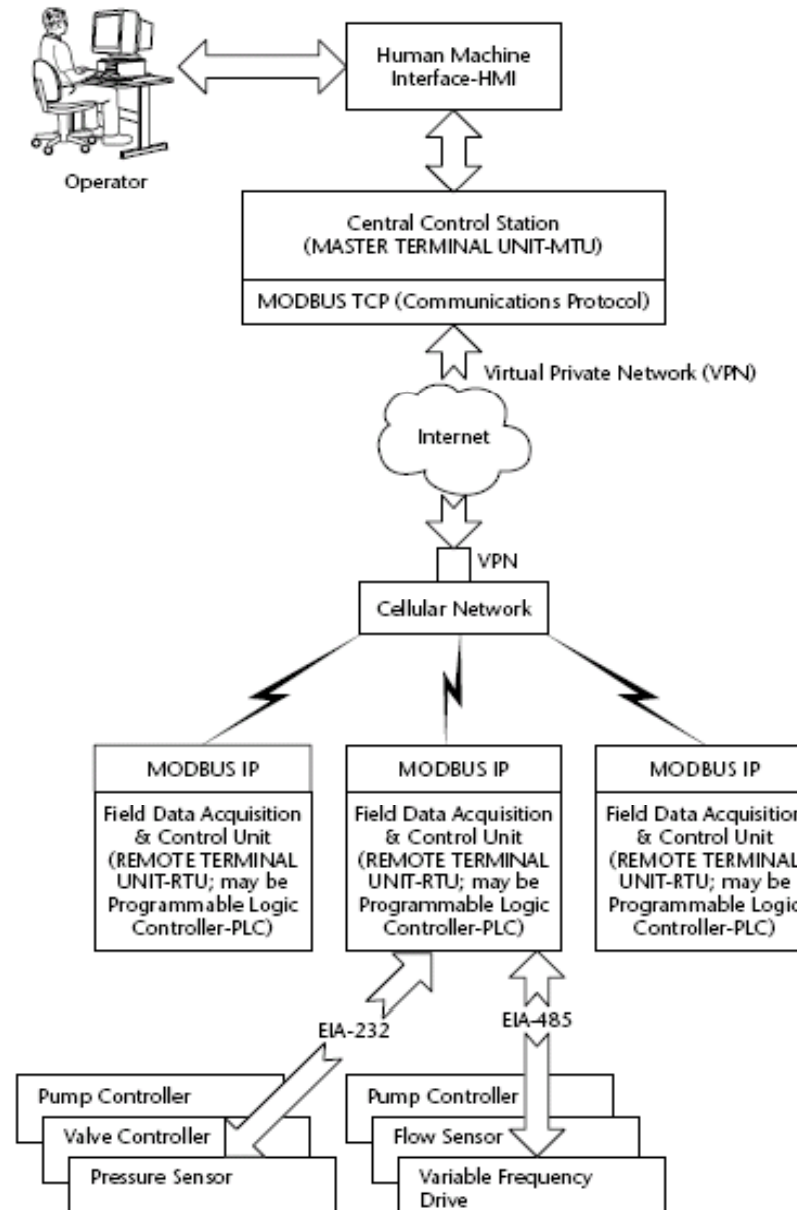 Human Machine
Interface-HMI
Operator
Central Control Station
(MASTER TERMINAL UNIT-MTU)
MODBUS TCP (Communications Protocol)
Virtual Private Network (VPN)
Internet
VPN
Cellular Network
MODBUS IP
Field Data Acquisition
& Control Unit
(REMOTE TERMINAL
UNIT-RTU; may be
Programmable Logic
Controller-PLC)
MODBUS IP
Field Data Acquisition
& Control Unit
(REMOTE TERMINAL
UNIT-RTU; may be
Programmable Logic
Controller-PLC)
MODBUS IP
Field Data Acquisition
& Control Unit
(REMOTE TERMINAL
UNIT-RTU; may be
Programmable Logic
Controller-PLC)
EIA-232
EIA-485
Pump Controller
Valve Controller
Pressure Sensor
Pump Controller
Flow Sensor
Variable Frequency
Drive